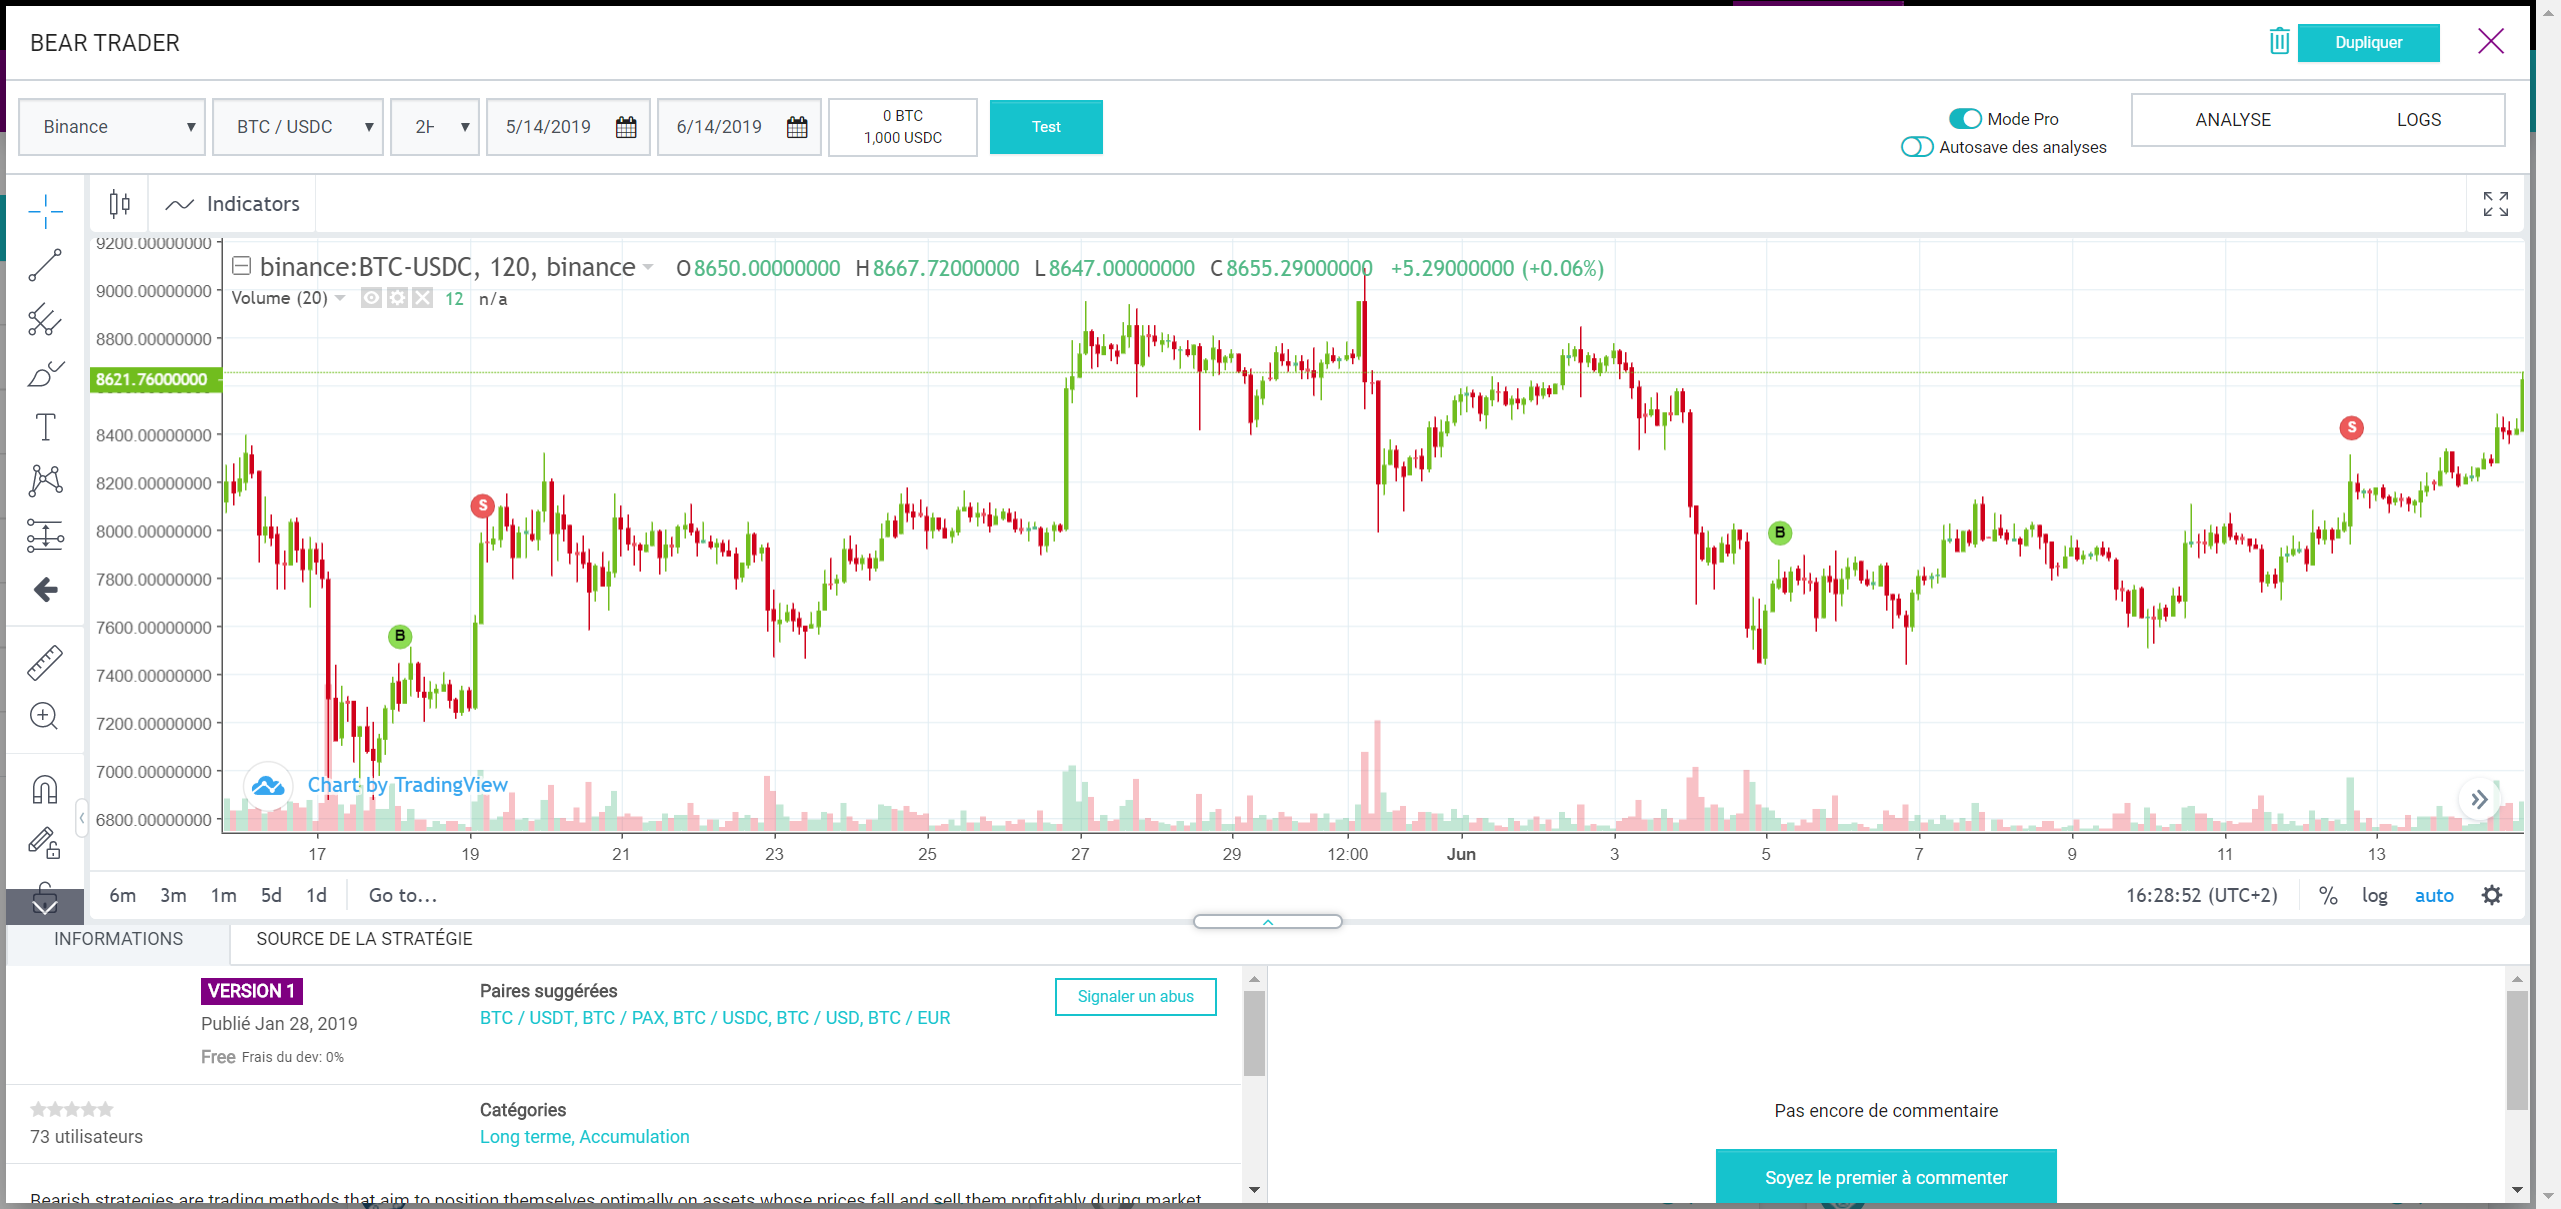 BEAR TRADER
Dupliquer
Binance
BTC / USDC
5/14/2019
6/14/2019
0 BTC
1,000 USDC
Test
Mode Pro
Autosave des analyses
ANALYSE
LOGS
Indicators
binance:BTC-USDC, 120, binance
O8650.00000000 H8667.72000000 L8647.00000000 C8655.29000000 +5.29000000 (+0.06%)
Volume (20) 12 n/a
9200.00000000
9000.00000000
8800.00000000
8621.76000000
8400.00000000
8200.00000000
8000.00000000
7800.00000000
7600.00000000
7400.00000000
7200.00000000
7000.00000000
6800.00000000
S
B
B
S
Chart by TradingView
17 19 21 23 25 27 29 12:00 Jun 3 5 7 9 11 13
6m 3m 1m 5d 1d Go to...
16:28:52 (UTC+2) % log auto
INFORMATIONS
SOURCE DE LA STRATÉGIE
VERSION 1
Publié Jan 28, 2019
Free Frais du dev: 0%
Paires suggérées
BTC / USDT, BTC / PAX, BTC / USDC, BTC / USD, BTC / EUR
Signaler un abus
73 utilisateurs
Catégories
Long terme, Accumulation
Bearish strategies are trading methods that aim to position themselves optimally on assets whose prices fall and sell them profitably during market
Pas encore de commentaire
Soyez le premier à commenter